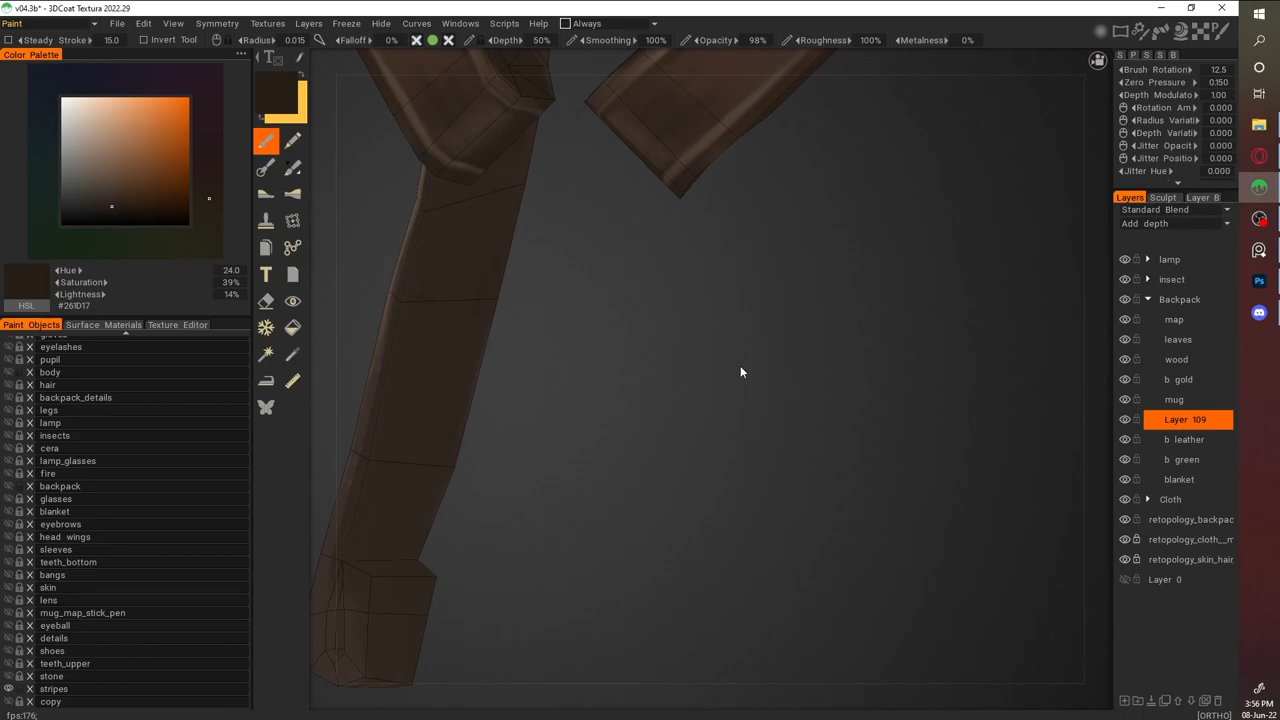 v04.3b* - 3DCoat Textura 2022.29
Paint File Edit View Symmetry Textures Layers Freeze Hide Curves Windows Scripts Help Always
Steady Stroke 15.0 Invert Tool Radius 0.015 Falloff 0% Depth 50% Smoothing 100% Opacity 98% Roughness 100% Metalness 0%
Color Palette
Hue 24.0
Saturation 39%
Lightness 14%
HSL #261D17
Paint Objects Surface Materials Texture Editor
eyelashes
pupil
body
hair
backpack_details
legs
lamp
insects
cera
lamp_glasses
fire
backpack
glasses
blanket
eyebrows
head wings
sleeves
teeth_bottom
bangs
skin
lens
mug_map_stick_pen
eyeball
details
shoes
teeth_upper
stone
stripes
copy
fps:176;
S P S S B
Brush Rotation 12.5
Zero Pressure 0.150
Depth Modulato 1.00
Rotation Am 0.000
Radius Variati 0.000
Depth Variati 0.000
Jitter Opacit 0.000
Jitter Positio 0.000
Jitter Hue 0.000
Layers Sculpt Layer B
Standard Blend
Add depth
lamp
insect
Backpack
map
leaves
wood
b gold
mug
Layer 109
b leather
b green
blanket
Cloth
retopology_backpac
retopology_cloth__m
retopology_skin_hair
Layer 0
[ORTHO]
3:56 PM
08-Jun-22